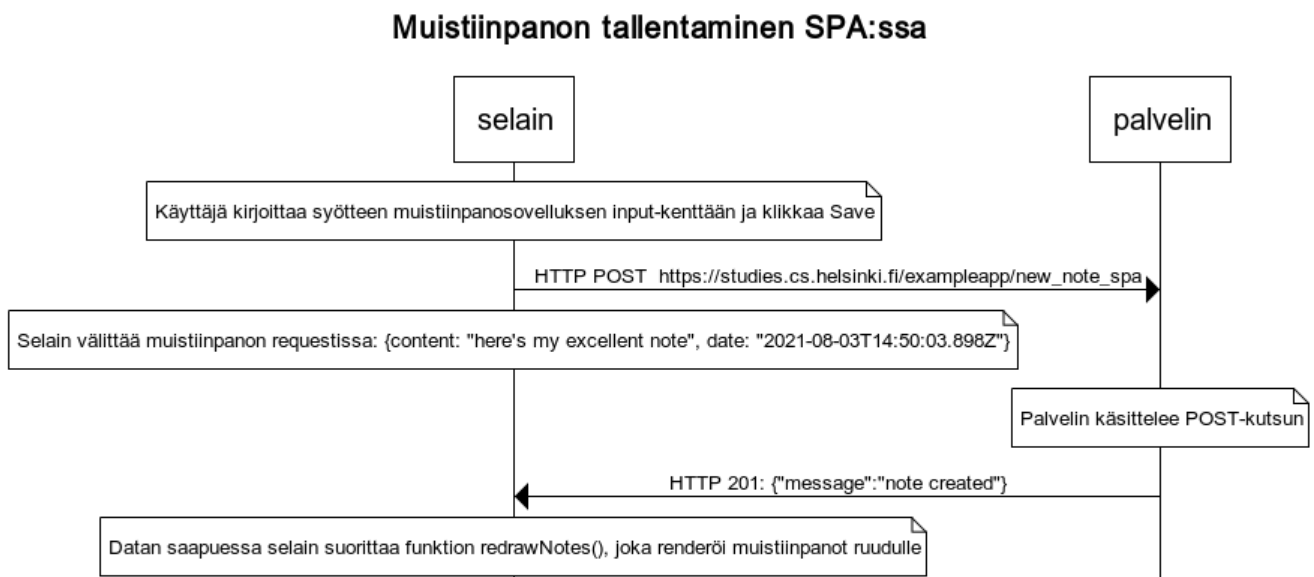 Muistiinpanon tallentaminen SPA:ssa
selain
palvelin
Käyttäjä kirjoittaa syötteen muistiinpanosovelluksen input-kenttään ja klikkaa Save
HTTP POST  https://studies.cs.helsinki.fi/exampleapp/new_note_spa
Selain välittää muistiinpanon requestissa: {content: "here's my excellent note", date: "2021-08-03T14:50:03.898Z"}
Palvelin käsittelee POST-kutsun
HTTP 201: {"message":"note created"}
Datan saapuessa selain suorittaa funktion redrawNotes(), joka renderöi muistiinpanot ruudulle